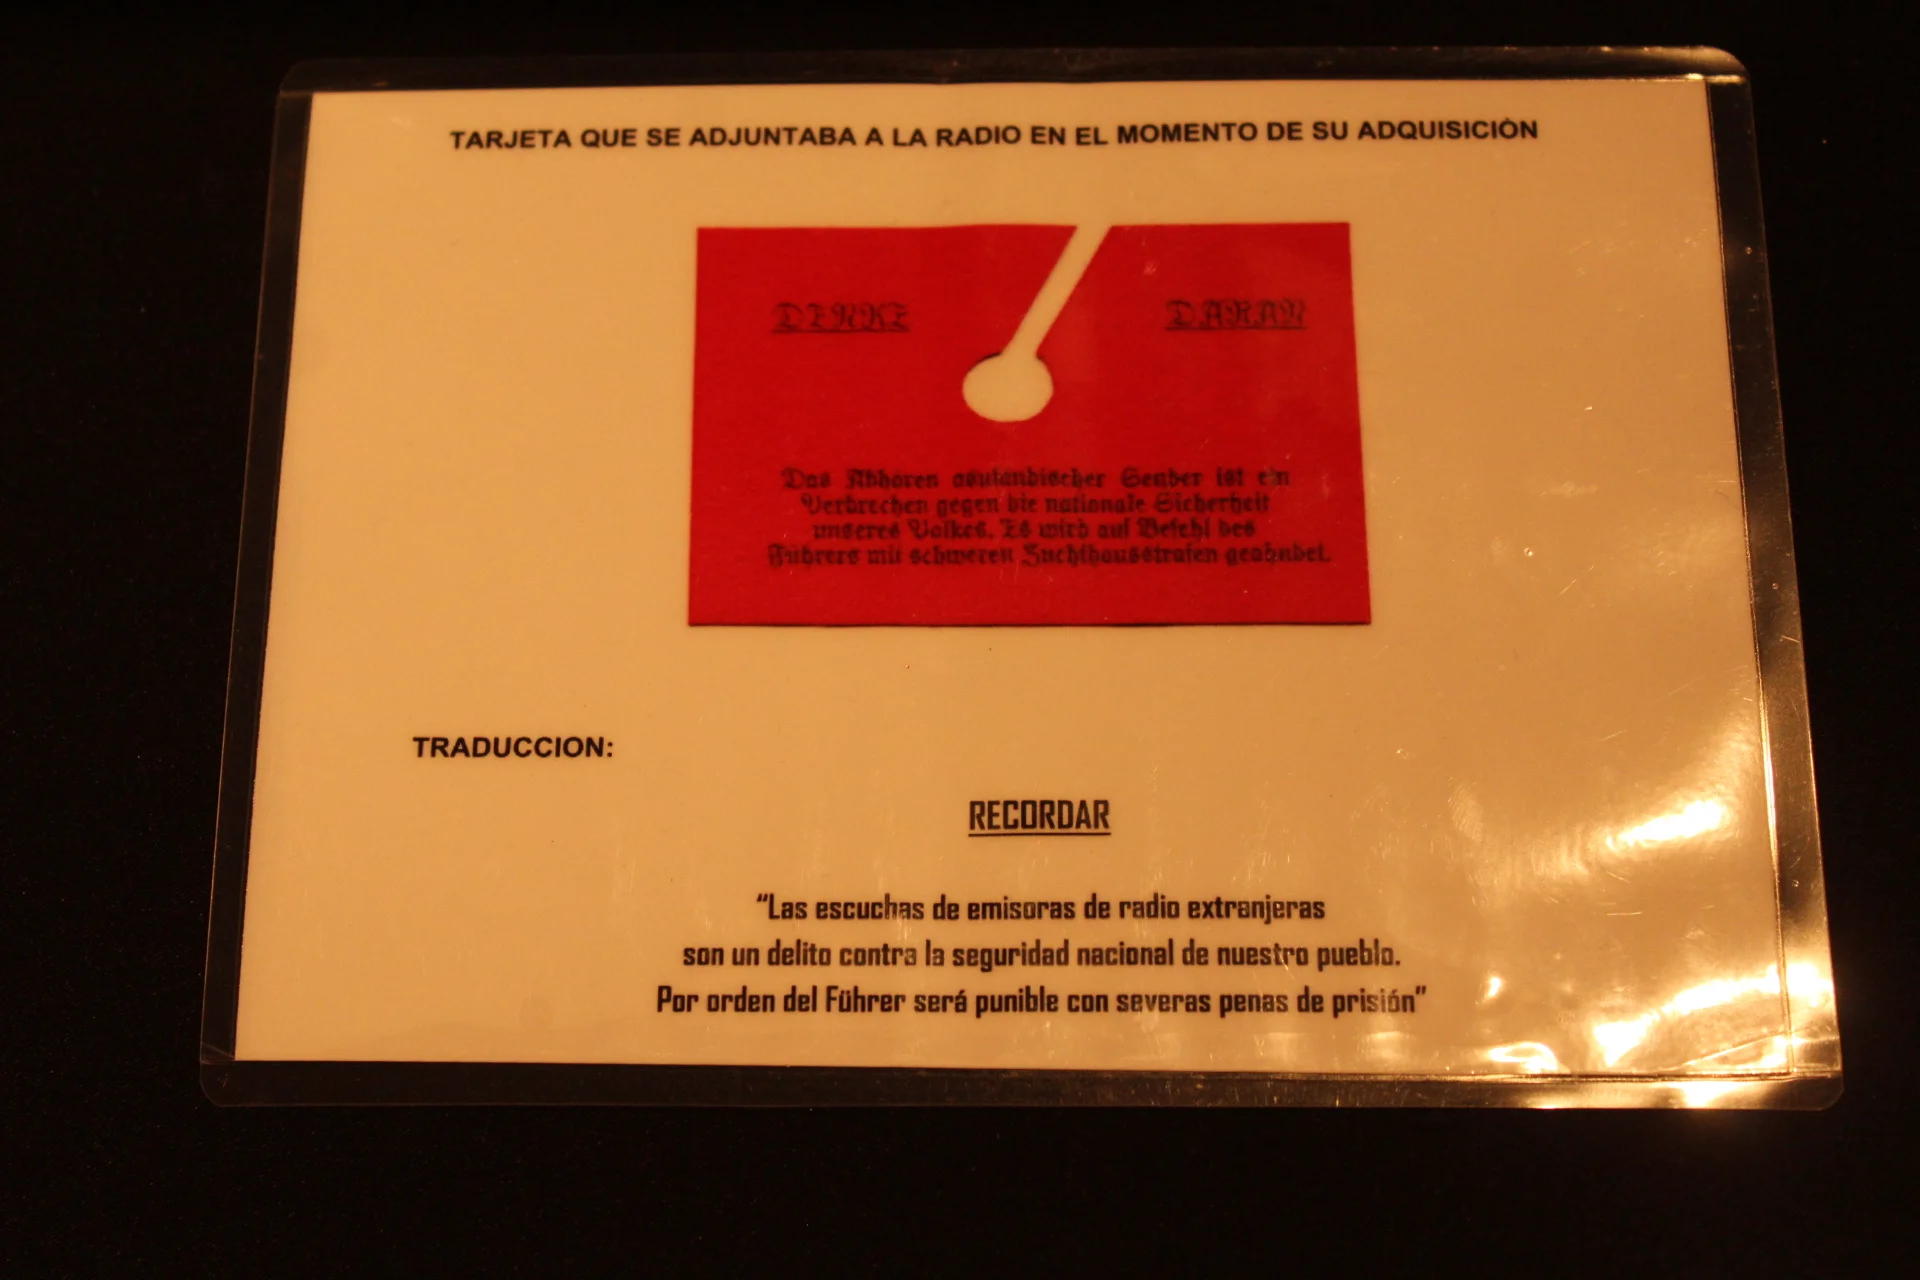 TARJETA QUE SE ADJUNTABA A LA RADIO EN EL MOMENTO DE SU ADQUISICIÓN
DENKE DARAN
Das Abhören asuländischer Sender ist ein
Verbrechen gegen die nationale Sicherheit
unseres Volkes. Es wird auf Befehl des
Führers mit schweren Zuchthausstrafen geahndet.
TRADUCCION:
RECORDAR
“Las escuchas de emisoras de radio extranjeras
son un delito contra la seguridad nacional de nuestro pueblo.
Por orden del Führer será punible con severas penas de prisión”